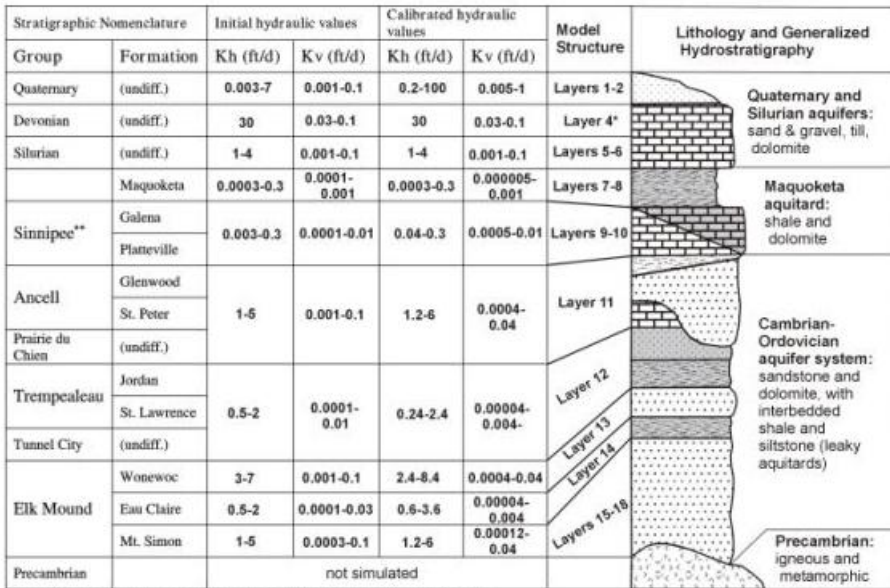 Stratigraphic Nomenclature Initial hydraulic values Calibrated hydraulic values Model Structure Lithology and Generalized Hydrostratigraphy
Group Formation Kh (ft/d) Kv (ft/d) Kh (ft/d) Kv (ft/d)
Quaternary (undiff.) 0.003-7 0.001-0.1 0.2-100 0.005-1 Layers 1-2
Devonian (undiff.) 30 0.03-0.1 30 0.03-0.1 Layer 4*
Silurian (undiff.) 1-4 0.001-0.1 1-4 0.001-0.1 Layers 5-6
Maquoketa 0.0003-0.3 0.0001-0.001 0.0003-0.3 0.000005-0.001 Layers 7-8
Sinnipee** Galena
Platteville 0.003-0.3 0.0001-0.01 0.04-0.3 0.0005-0.01 Layers 9-10
Ancell Glenwood
St. Peter 1-5 0.001-0.1 1.2-6 0.0004-0.04 Layer 11
Prairie du Chien (undiff.)
Trempealeau Jordan
St. Lawrence 0.5-2 0.0001-0.01 0.24-2.4 0.00004-0.004- Layer 12
Tunnel City (undiff.)
Elk Mound Wonewoc 3-7 0.001-0.1 2.4-8.4 0.0004-0.04 Layer 13
Eau Claire 0.5-2 0.0001-0.03 0.6-3.6 0.00004-0.004 Layer 14
Mt. Simon 1-5 0.0003-0.1 1.2-6 0.00012-0.04 Layers 15-18
Precambrian not simulated
Quaternary and
Silurian aquifers:
sand & gravel, till,
dolomite
Maquoketa
aquitard:
shale and
dolomite
Cambrian-
Ordovician
aquifer system:
sandstone and
dolomite, with
interbedded
shale and
siltstone (leaky
aquitards)
Precambrian:
igneous and
metamorphic